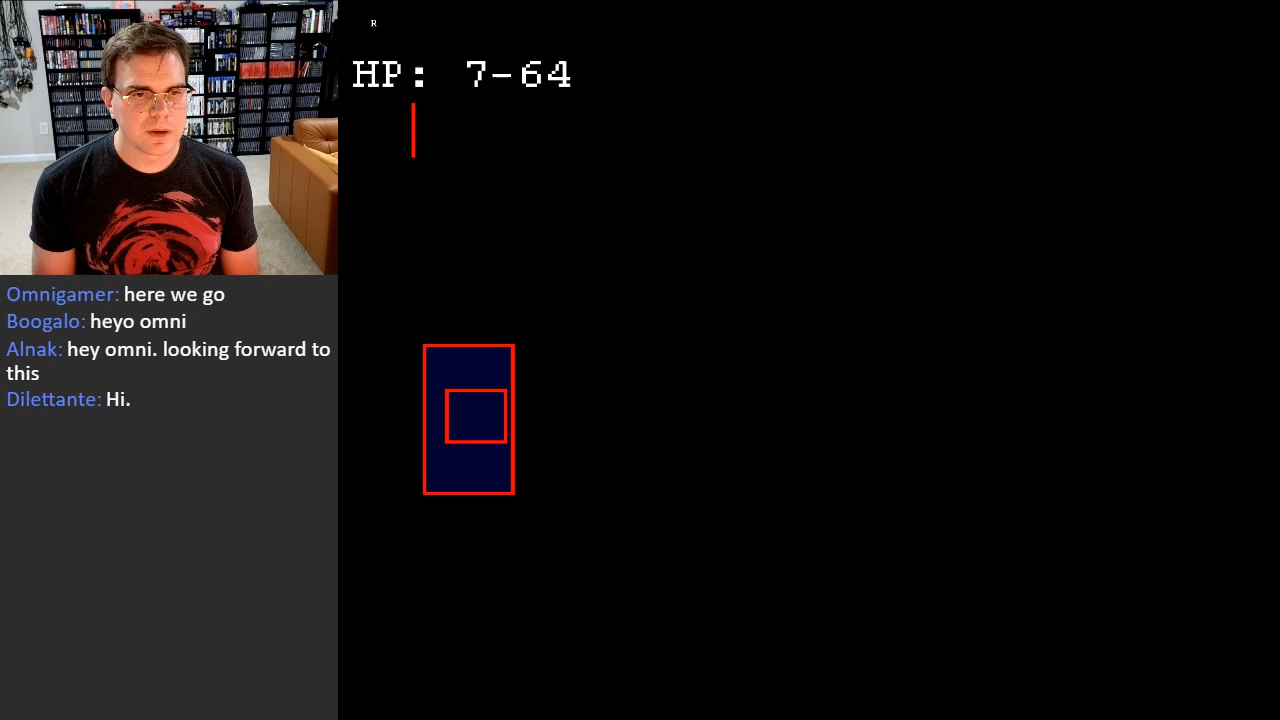 R
HP: 7-64
Omnigamer: here we go
Boogalo: heyo omni
Alnak: hey omni. looking forward to
this
Dilettante: Hi.